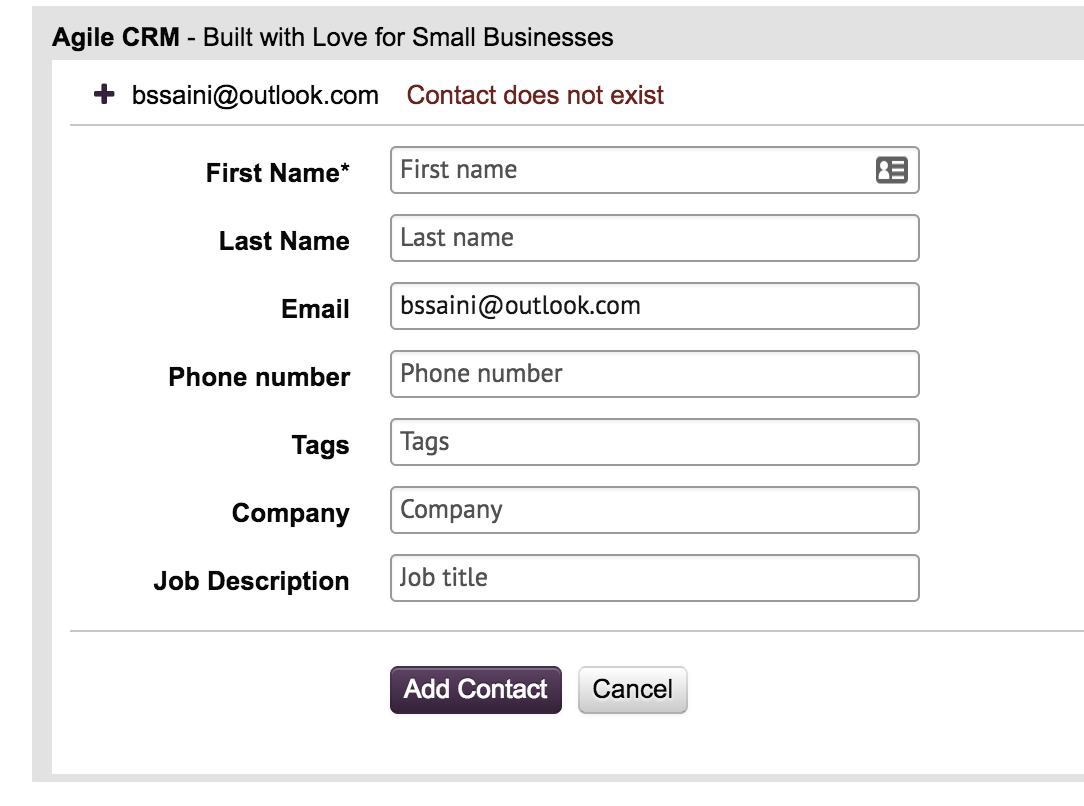 Agile CRM - Built with Love for Small Businesses
+ bssaini@outlook.com Contact does not exist
First Name* First name
Last Name Last name
Email bssaini@outlook.com
Phone number Phone number
Tags Tags
Company Company
Job Description Job title
Add Contact Cancel